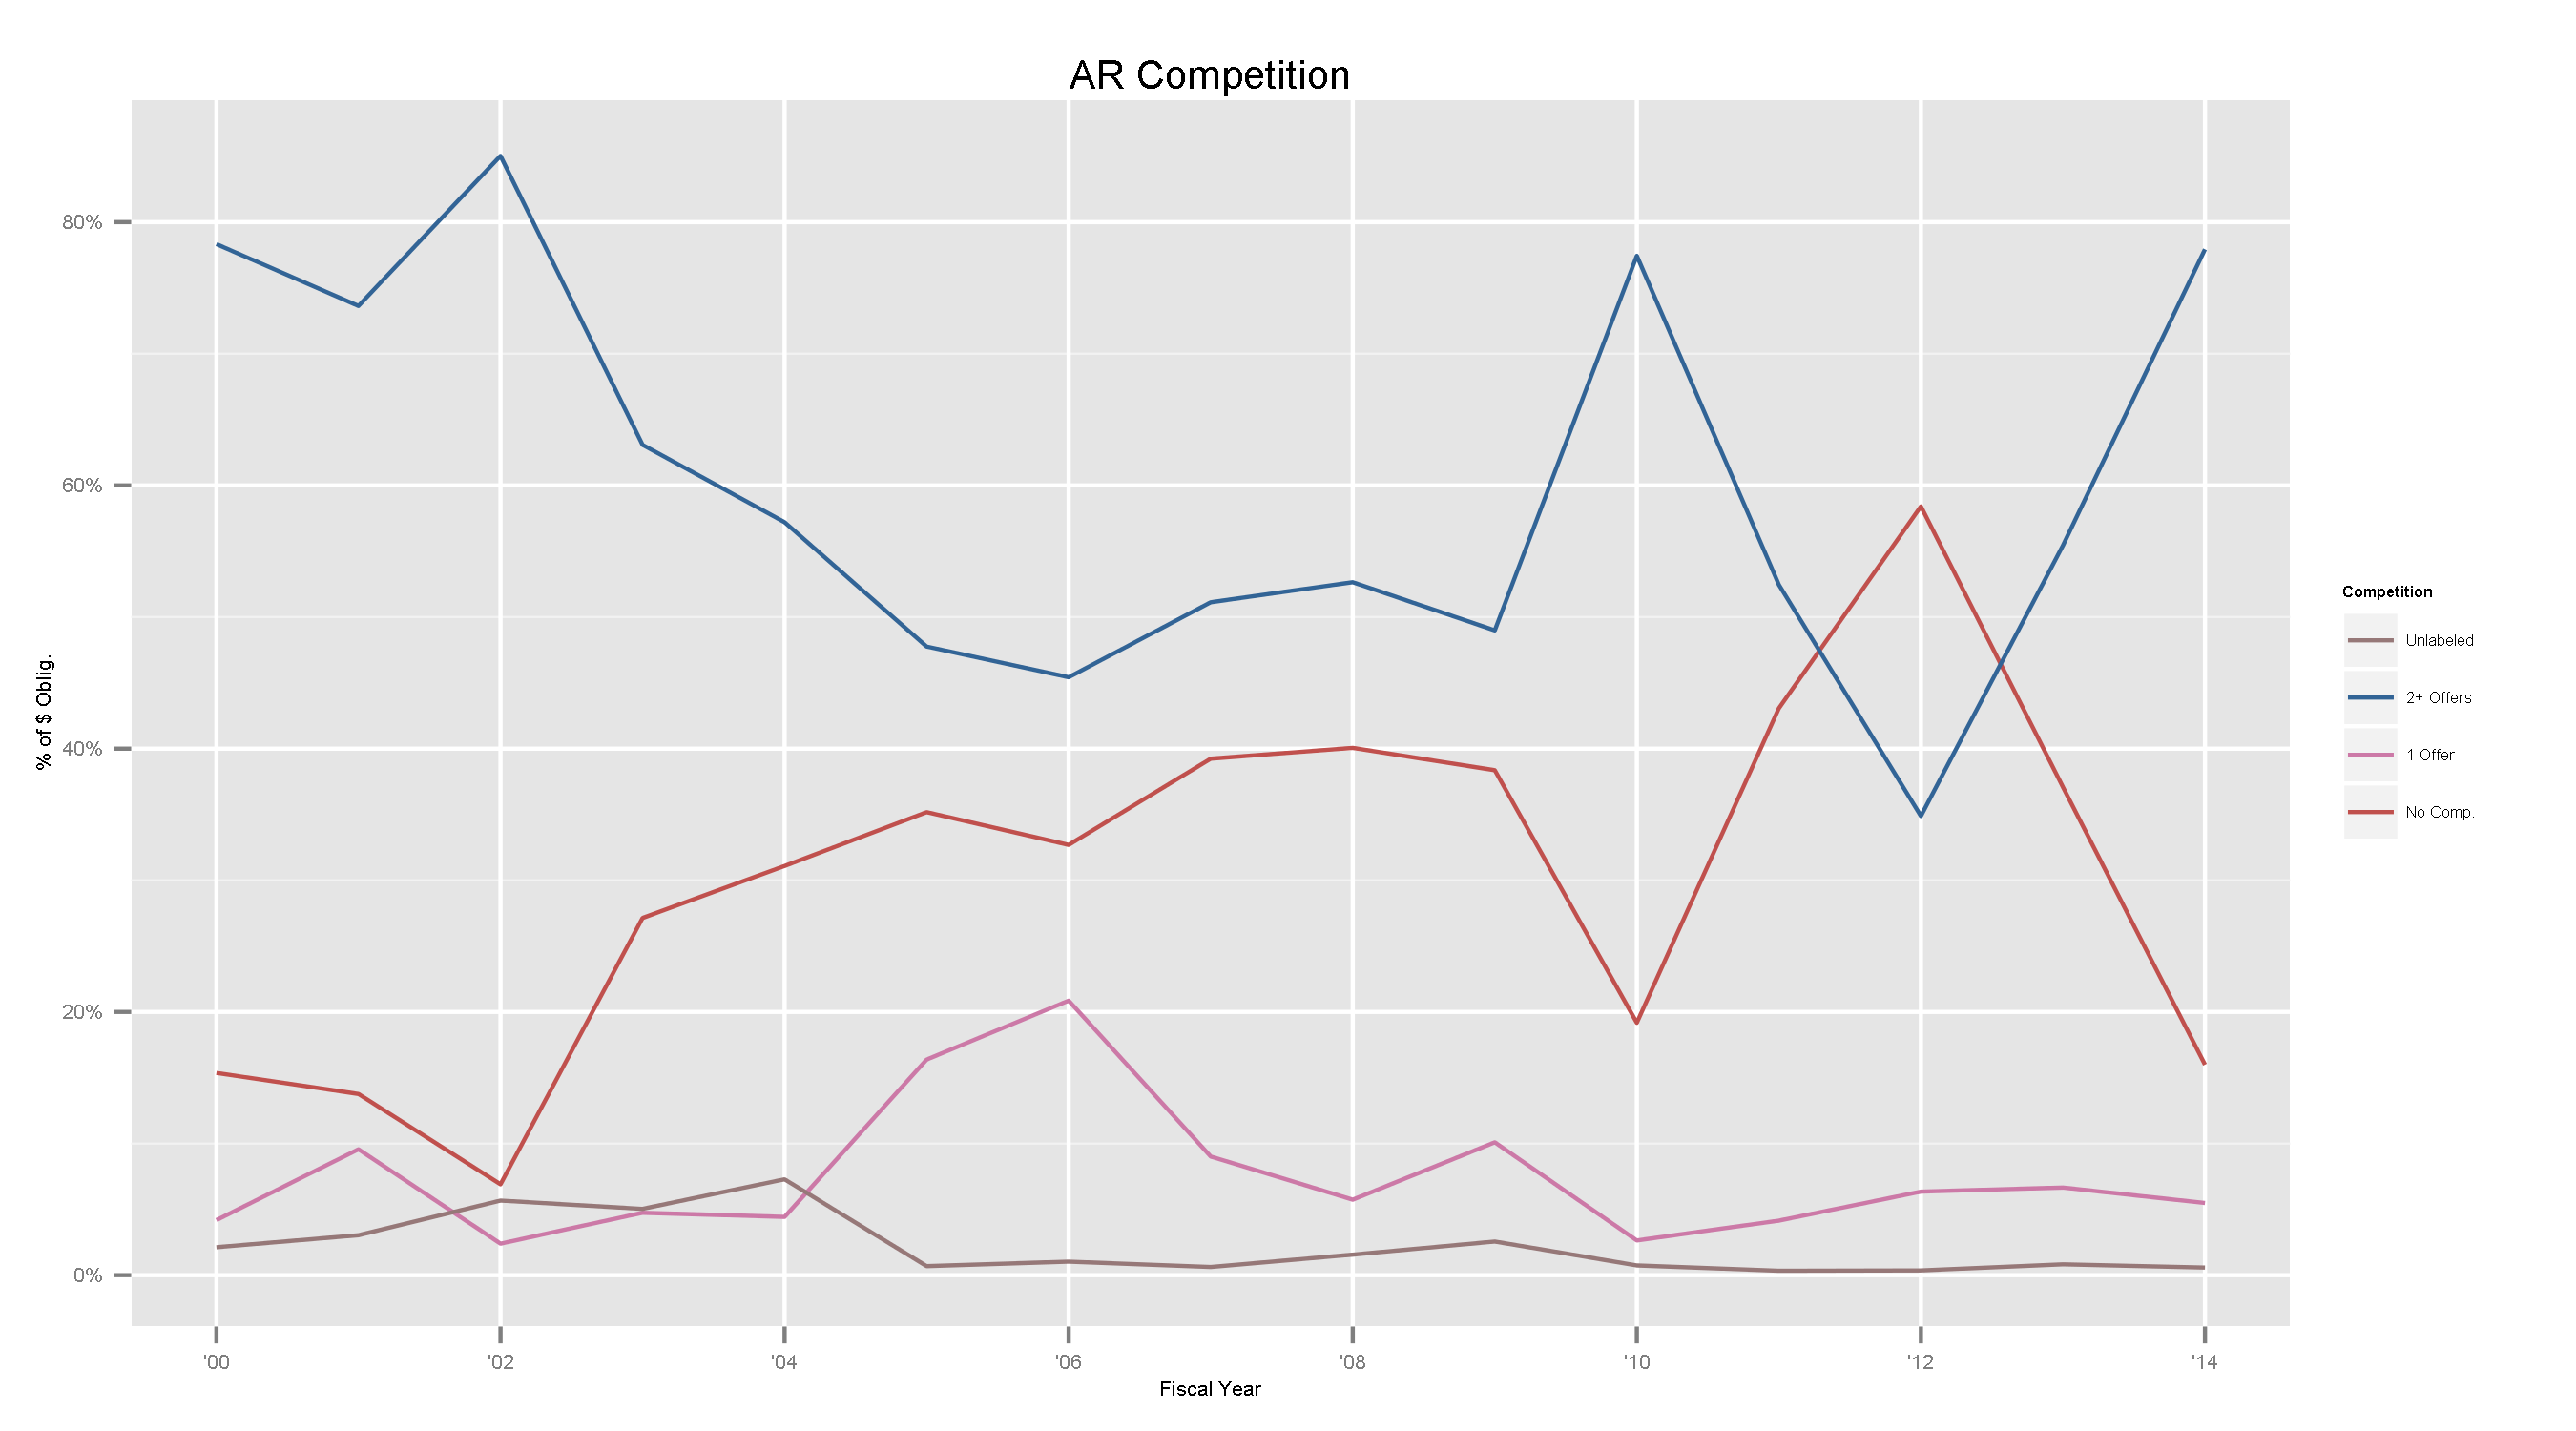 AR Competition
80%
60%
40%
20%
0%
% of $ Oblig.
'00 '02 '04 '06 '08 '10 '12 '14
Fiscal Year
Competition
Unlabeled
2+ Offers
1 Offer
No Comp.